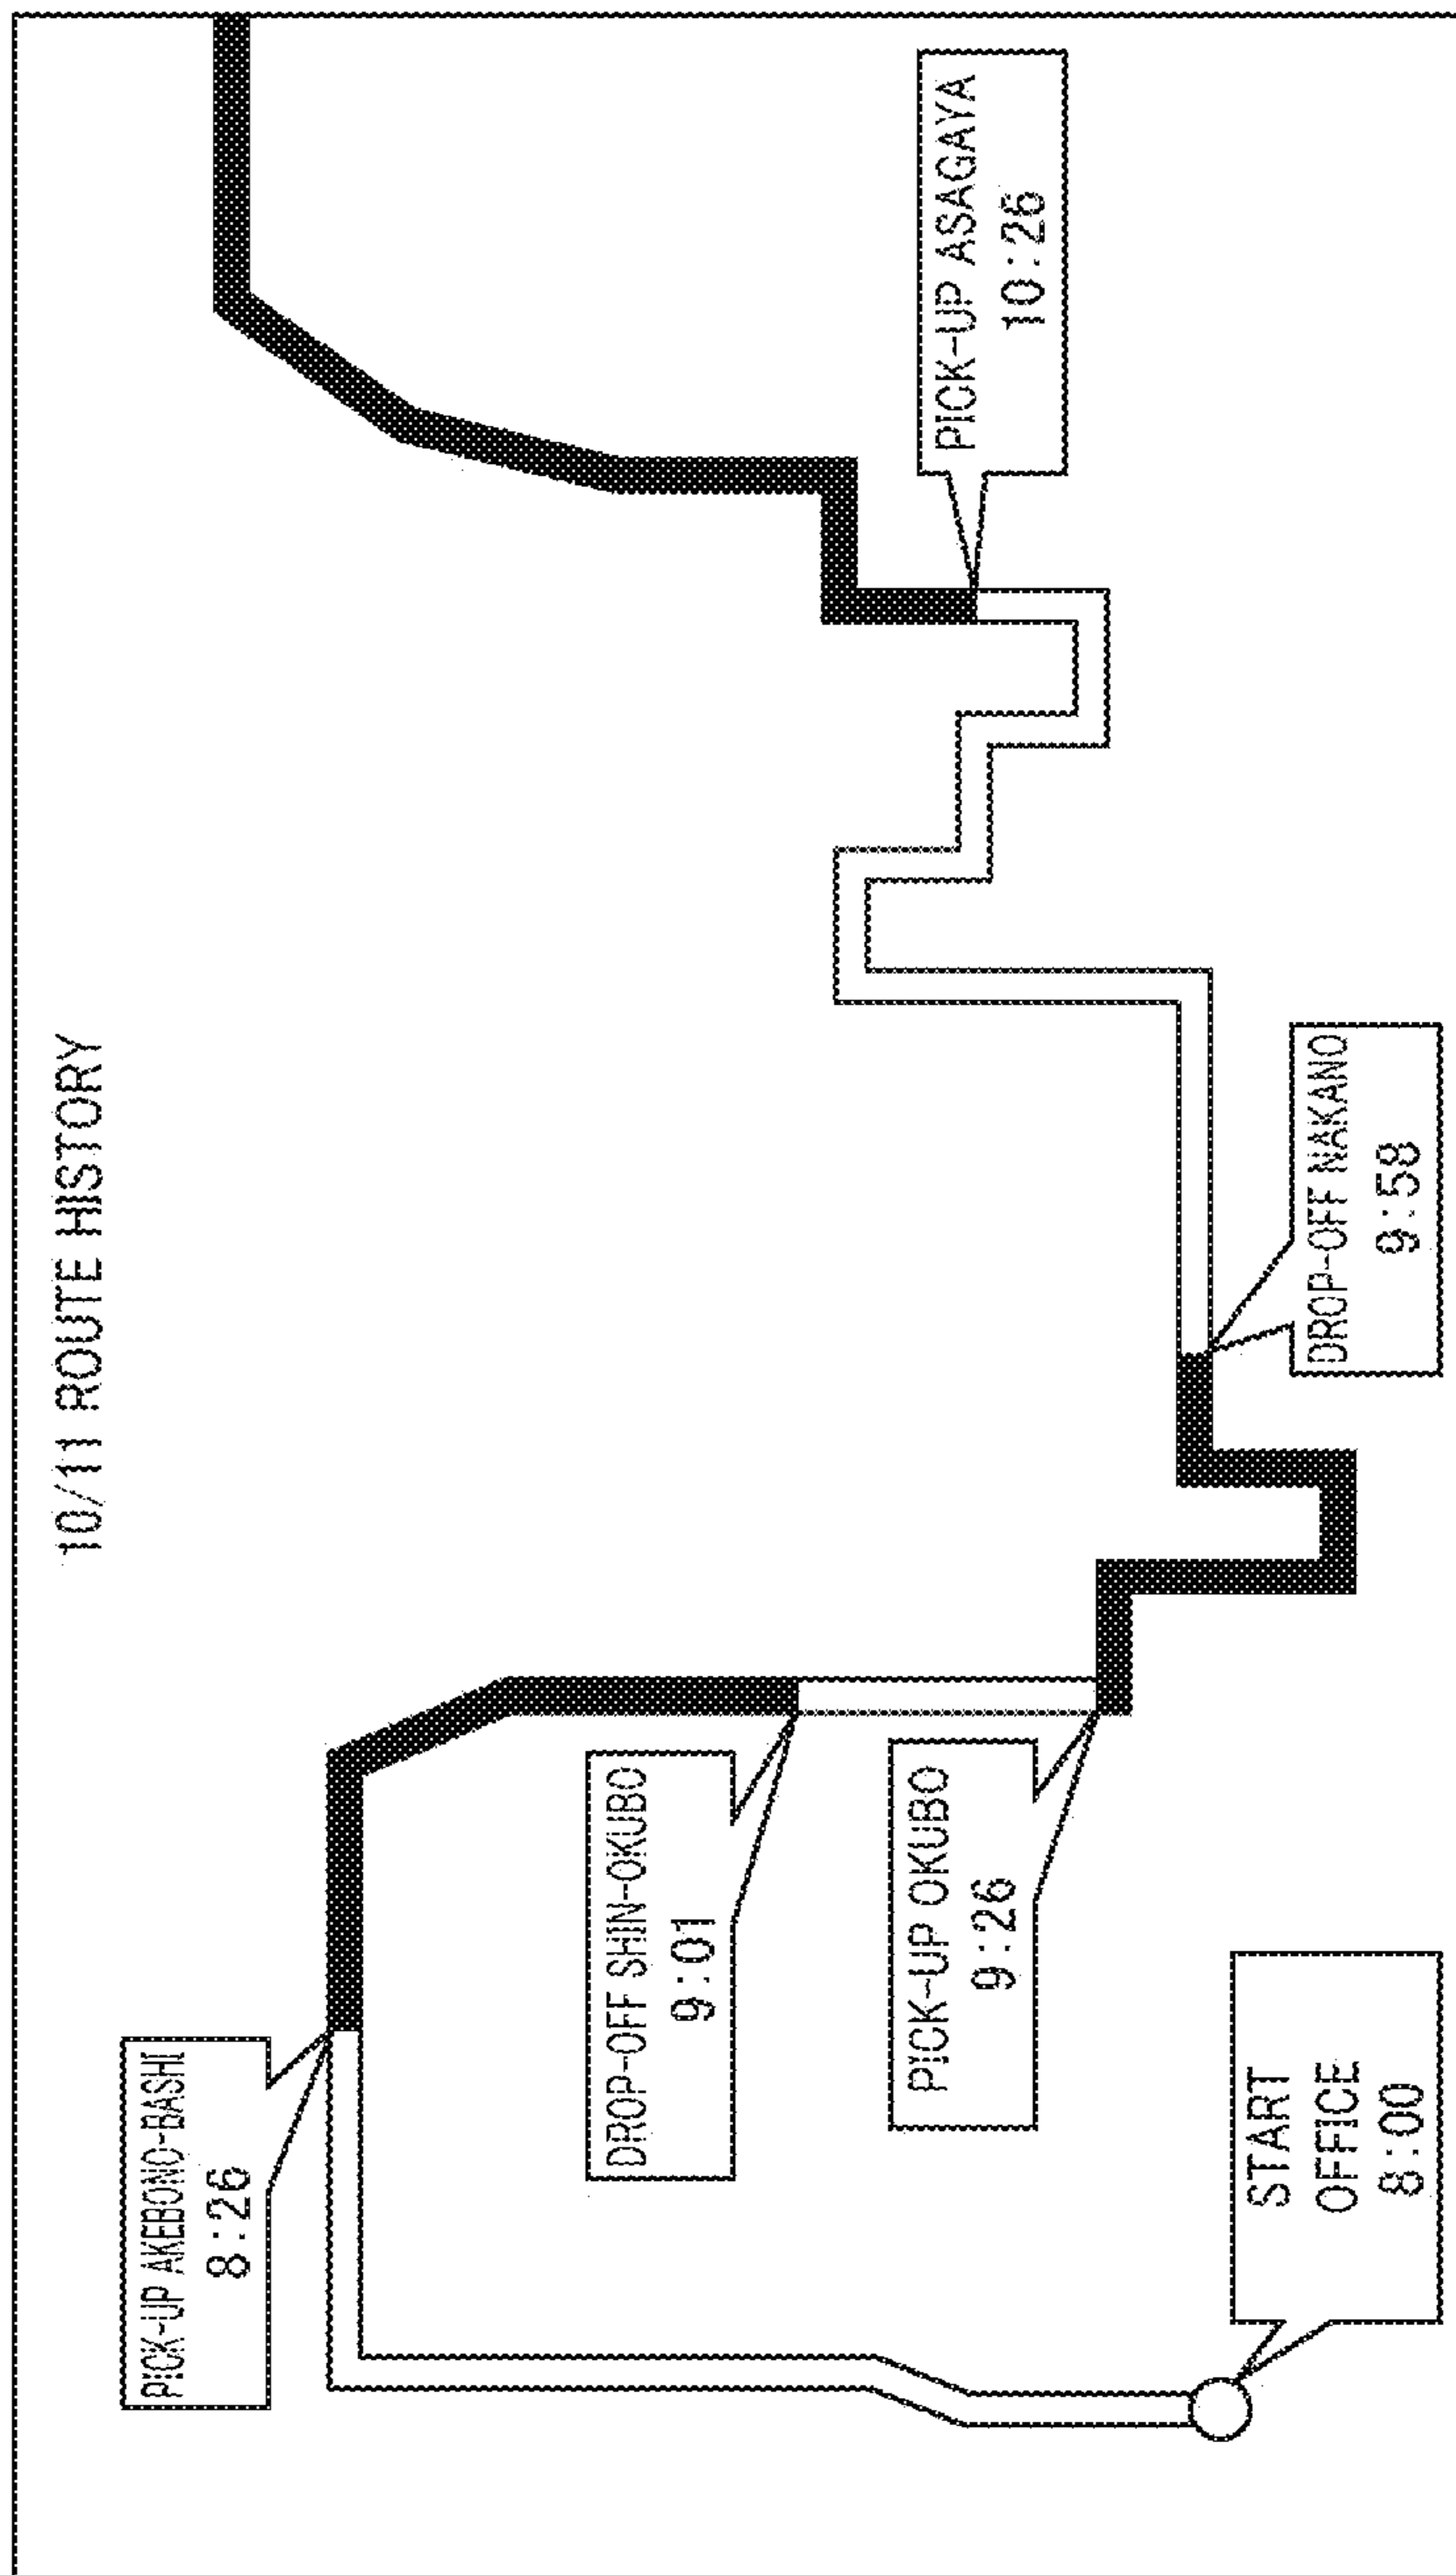 10/11 ROUTE HISTORY
PICK-UP AKEBONO-BASHI
8:26
DROP-OFF SHIN-OKUBO
9:01
PICK-UP OKUBO
9:26
START
OFFICE
8:00
DROP-OFF NAKANO
9:58
PICK-UP ASAGAYA
10:26